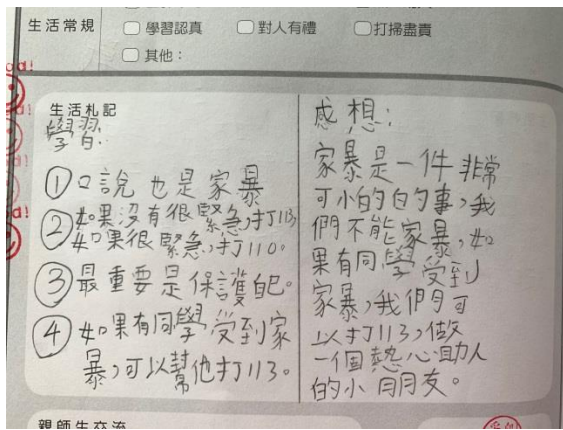 生活常規
□學習認真 □對人有禮 □打掃盡責
□其他：
生活札記
學習:
①口說也是家暴
②如果沒有很緊急,打113
如果很緊急,打110。
③最重要是保護自己。
④如果有同學受到家
暴,可以幫他打113。
感想:
家暴是一件非常
可小的白的事,我
們不能家暴,如
果有同學受到
家暴,我們可
以打113,做
一個熱心助人
的小朋友。
親師生交流